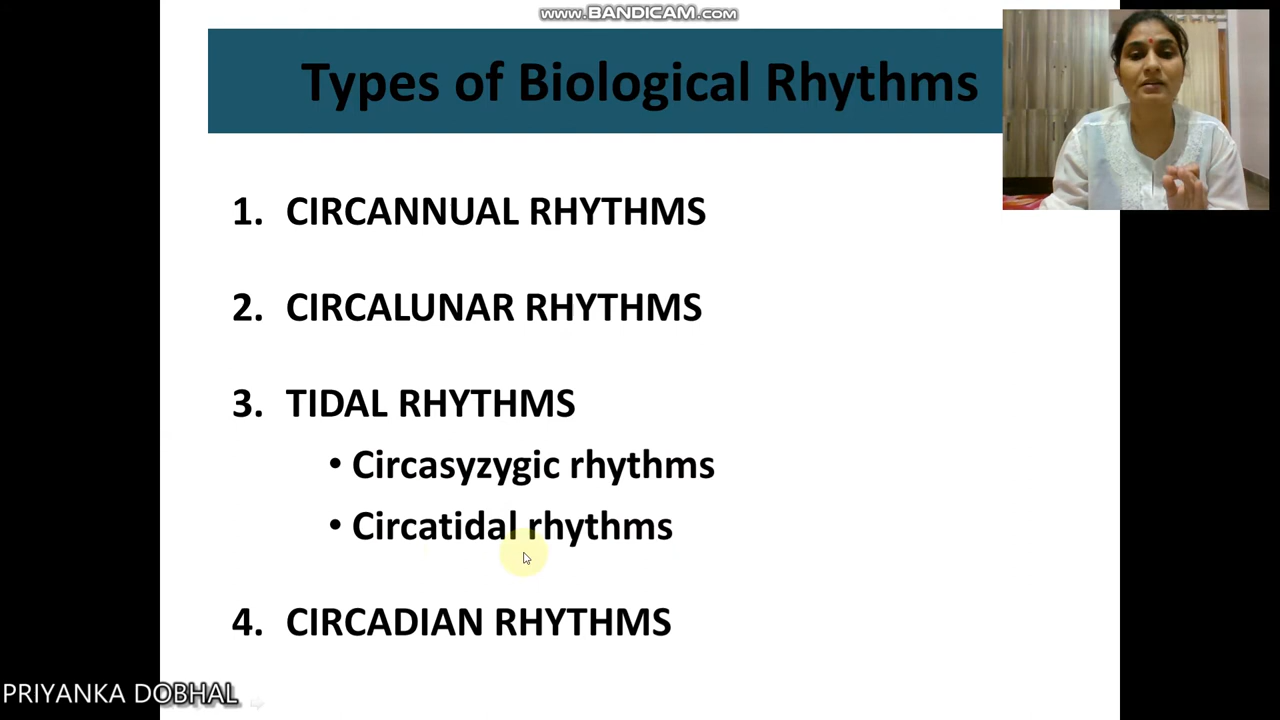 www.BANDICAM.com
Types of Biological Rhythms
1. CIRCANNUAL RHYTHMS
2. CIRCALUNAR RHYTHMS
3. TIDAL RHYTHMS
• Circasyzygic rhythms
• Circatidal rhythms
4. CIRCADIAN RHYTHMS
PRIYANKA DOBHAL